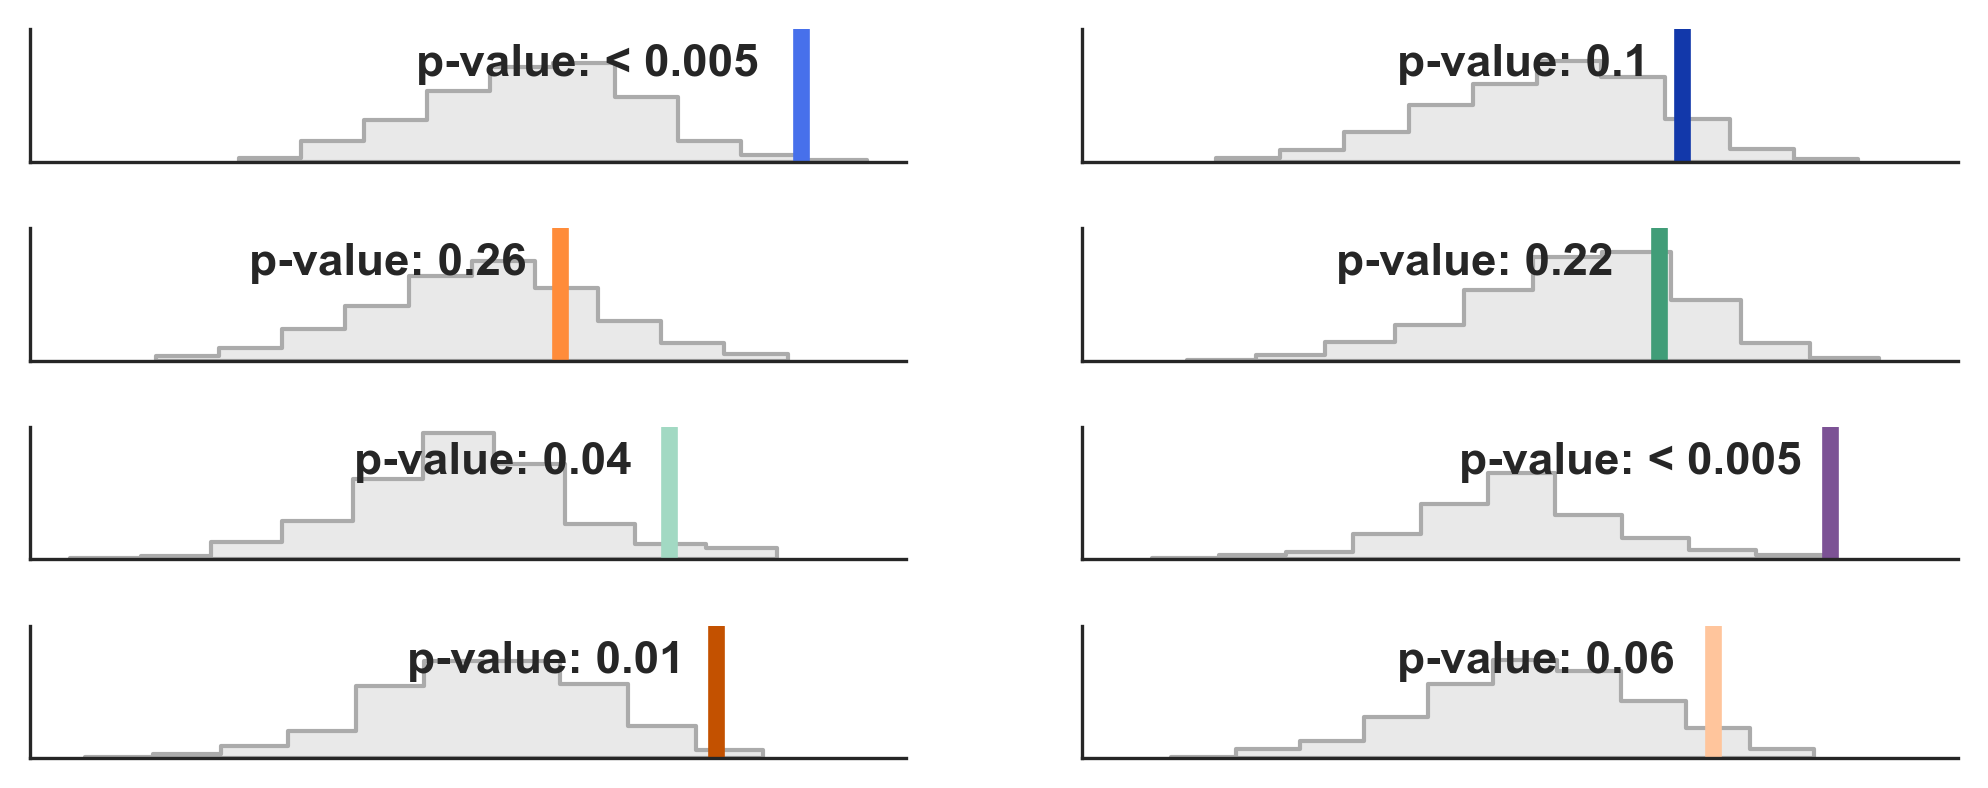 p-value: < 0.005
p-value: 0.1
p-value: 0.26
p-value: 0.22
p-value: 0.04
p-value: < 0.005
p-value: 0.01
p-value: 0.06